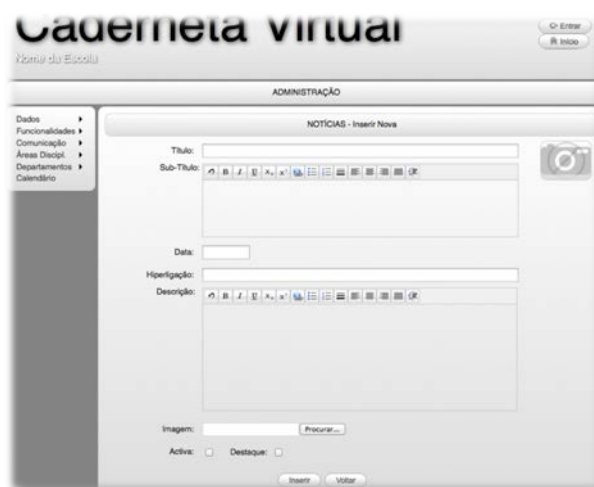 Caderneta Virtual
Nome da Escola
Entrar
Início
ADMINISTRAÇÃO
Dados
Funcionalidades
Comunicação
Áreas Discipl.
Departamentos
Calendário
NOTÍCIAS - Inserir Nova
Título:
Sub-Título:
B I U x, x'
Data:
Hiperligação:
Descrição:
B I U x, x'
Imagem:
Procurar...
Activa:
Destaque:
Inserir
Voltar